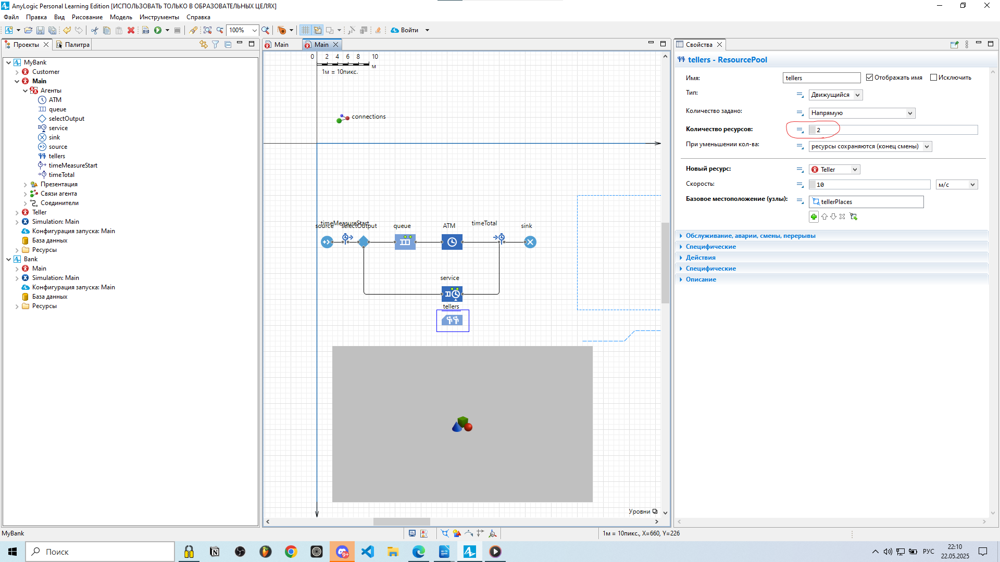 AnyLogic Personal Learning Edition [ИСПОЛЬЗОВАТЬ ТОЛЬКО В ОБРАЗОВАТЕЛЬНЫХ ЦЕЛЯХ]
Файл Правка Вид Рисование Модель Инструменты Справка
100% Войти
Проекты Палитра
MyBank
Customer
Main
Агенты
ATM
queue
selectOutput
service
sink
source
tellers
timeMeasureStart
timeTotal
Презентация
Связи агента
Соединители
Teller
Simulation: Main
Конфигурация запуска: Main
База данных
Ресурсы
Bank
Main
Simulation: Main
Конфигурация запуска: Main
База данных
Ресурсы
Main Main
0 2 4 6 8 10
м
1м = 10пикс.
connections
timeMeasureStart timeTotal
source selectOutput queue ATM sink
service
tellers
Уровни
Свойства
tellers - ResourcePool
Имя: tellers Отображать имя Исключить
Тип: Движущийся
Количество задано: Напрямую
Количество ресурсов: 2
При уменьшении кол-ва: ресурсы сохраняются (конец смены)
Новый ресурс: Teller
Скорость: 10 м/с
Базовое местоположение (узлы): tellerPlaces
Обслуживание, аварии, смены, перерывы
Специфические
Действия
Специфические
Описание
MyBank 1м = 10пикс., X=660, Y=226
Поиск 9+ РУС 22:10
22.05.2025